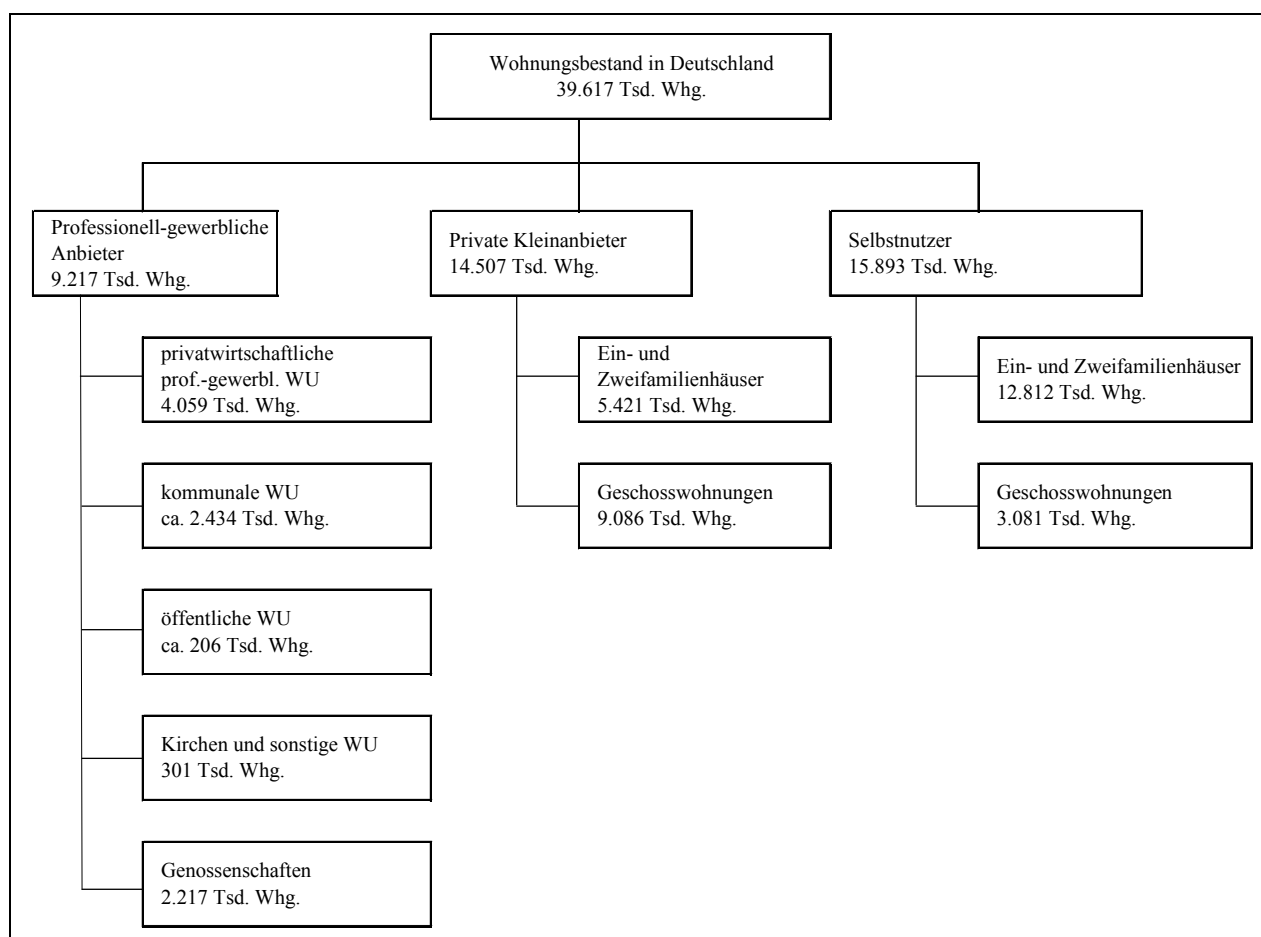 Wohnungsbestand in Deutschland
39.617 Tsd. Whg.
Professionell-gewerbliche
Anbieter
9.217 Tsd. Whg.
privatwirtschaftliche
prof.-gewerbl. WU
4.059 Tsd. Whg.
kommunale WU
ca. 2.434 Tsd. Whg.
öffentliche WU
ca. 206 Tsd. Whg.
Kirchen und sonstige WU
301 Tsd. Whg.
Genossenschaften
2.217 Tsd. Whg.
Private Kleinanbieter
14.507 Tsd. Whg.
Ein- und
Zweifamilienhäuser
5.421 Tsd. Whg.
Geschosswohnungen
9.086 Tsd. Whg.
Selbstnutzer
15.893 Tsd. Whg.
Ein- und Zweifamilienhäuser
12.812 Tsd. Whg.
Geschosswohnungen
3.081 Tsd. Whg.